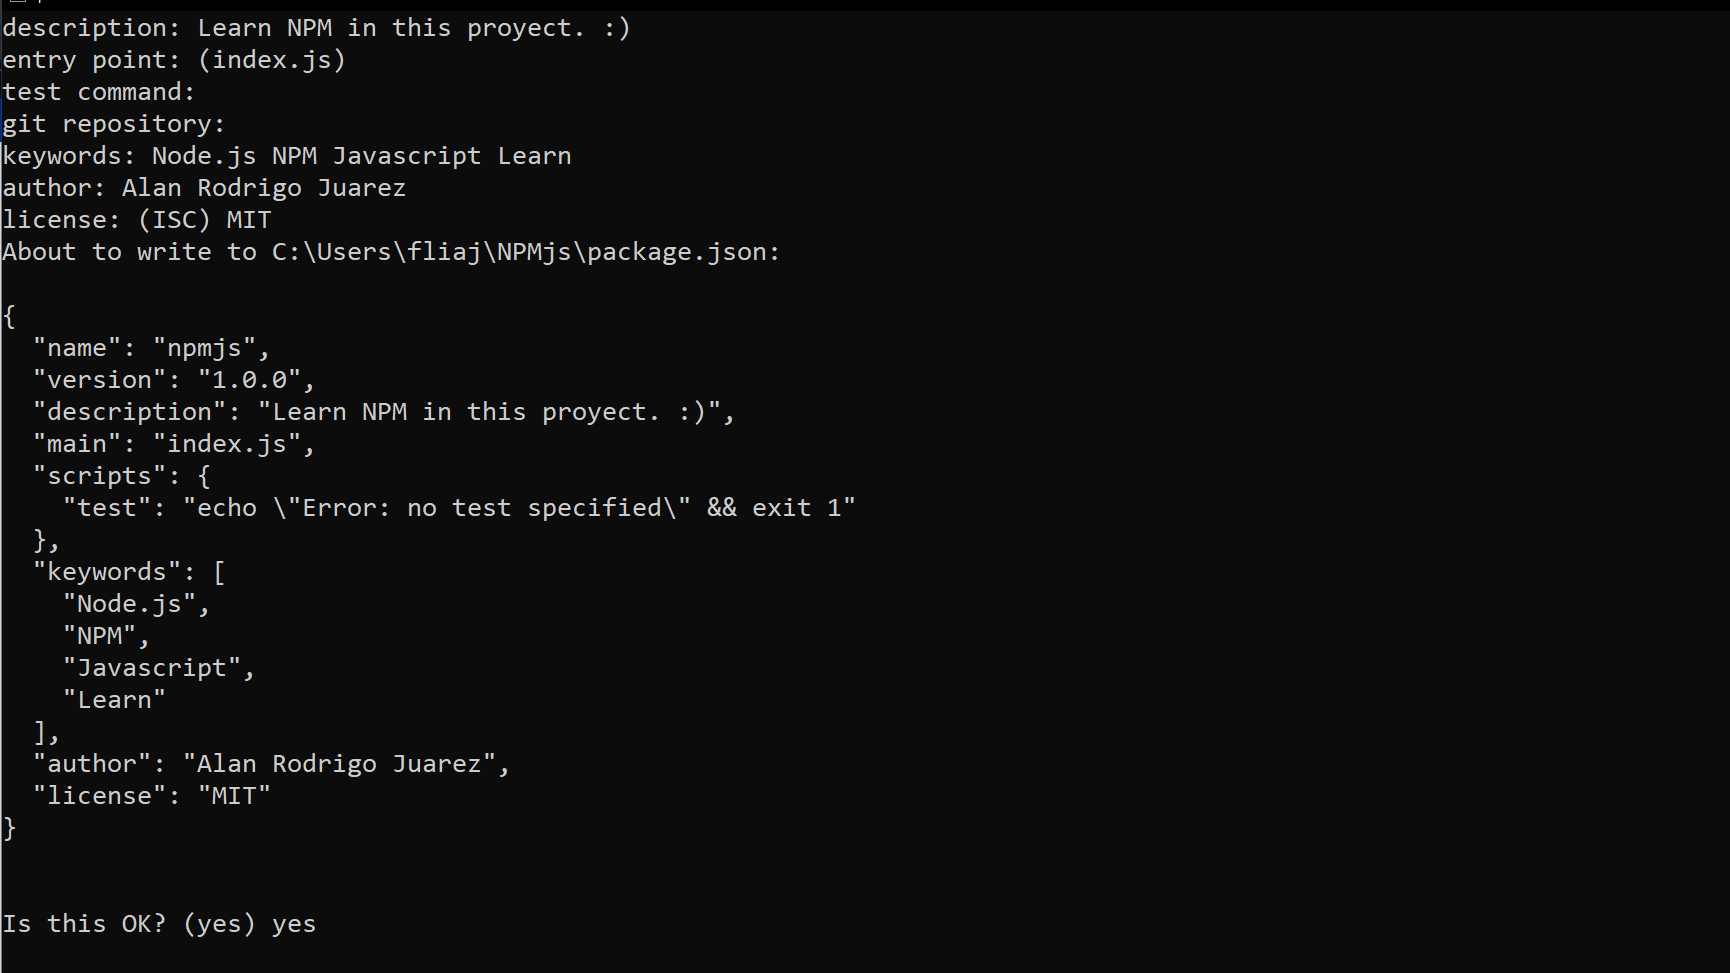 description: Learn NPM in this proyect. :)
entry point: (index.js)
test command:
git repository:
keywords: Node.js NPM Javascript Learn
author: Alan Rodrigo Juarez
license: (ISC) MIT
About to write to C:\Users\fliaj\NPMjs\package.json:

{
  "name": "npmjs",
  "version": "1.0.0",
  "description": "Learn NPM in this proyect. :)",
  "main": "index.js",
  "scripts": {
    "test": "echo \"Error: no test specified\" && exit 1"
  },
  "keywords": [
    "Node.js",
    "NPM",
    "Javascript",
    "Learn"
  ],
  "author": "Alan Rodrigo Juarez",
  "license": "MIT"
}

Is this OK? (yes) yes